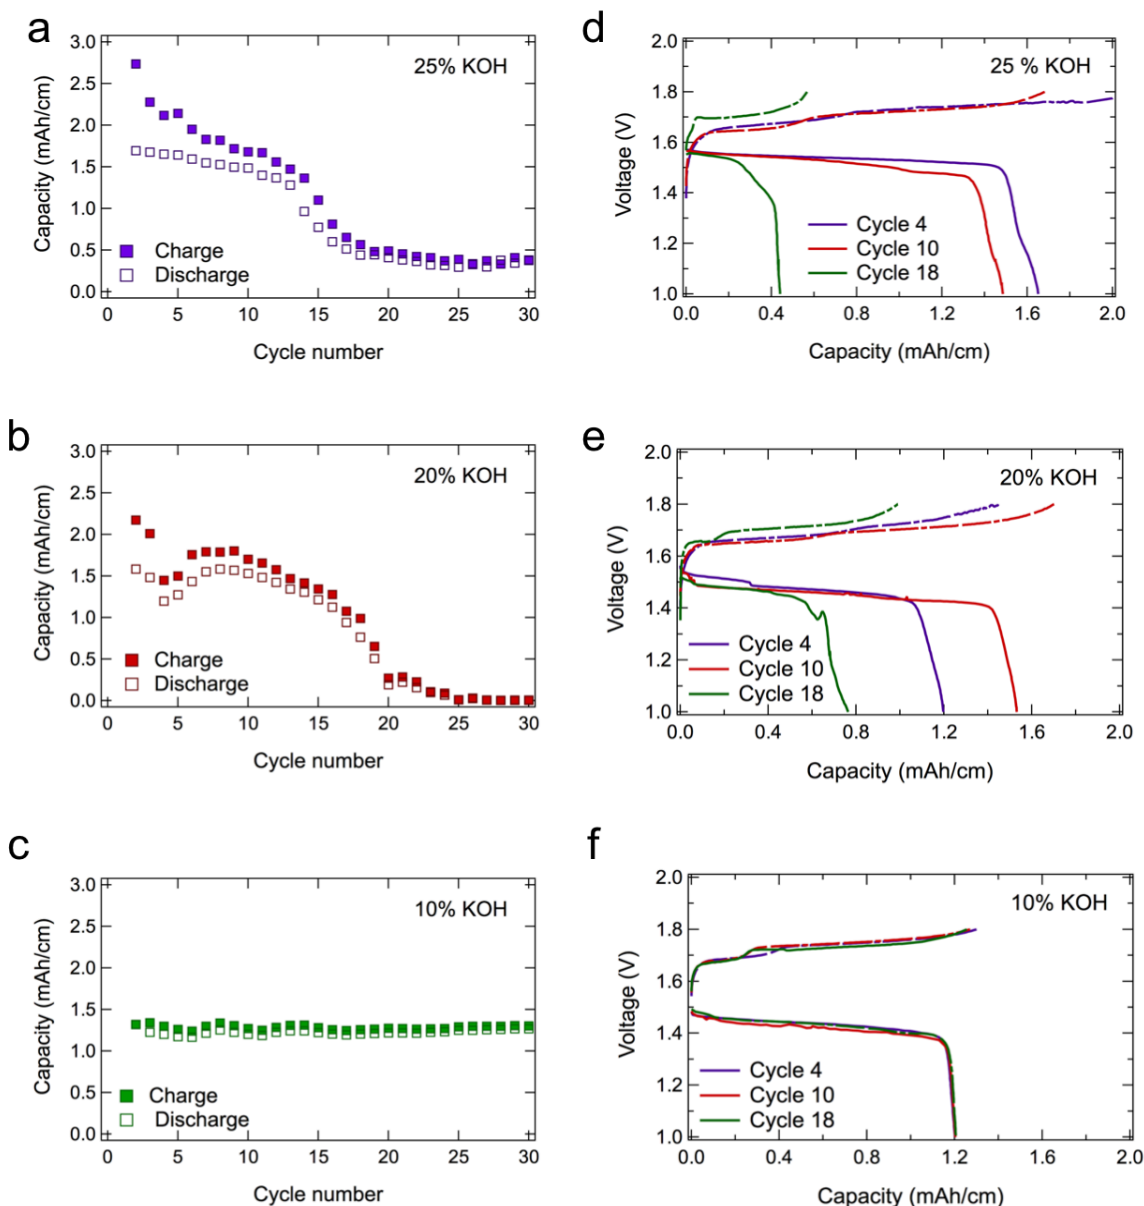 a
3.0
2.5
2.0
1.5
1.0
0.5
0.0
Capacity (mAh/cm)
25% KOH
Charge
Discharge
0 5 10 15 20 25 30
Cycle number
d
2.0
1.8
1.6
1.4
1.2
1.0
Voltage (V)
25 % KOH
Cycle 4
Cycle 10
Cycle 18
0.0 0.4 0.8 1.2 1.6 2.0
Capacity (mAh/cm)
b
3.0
2.5
2.0
1.5
1.0
0.5
0.0
Capacity (mAh/cm)
20% KOH
Charge
Discharge
0 5 10 15 20 25 30
Cycle number
e
2.0
1.8
1.6
1.4
1.2
1.0
Voltage (V)
20% KOH
Cycle 4
Cycle 10
Cycle 18
0.0 0.4 0.8 1.2 1.6 2.0
Capacity (mAh/cm)
c
3.0
2.5
2.0
1.5
1.0
0.5
0.0
Capacity (mAh/cm)
10% KOH
Charge
Discharge
0 5 10 15 20 25 30
Cycle number
f
2.0
1.8
1.6
1.4
1.2
1.0
Voltage (V)
10% KOH
Cycle 4
Cycle 10
Cycle 18
0.0 0.4 0.8 1.2 1.6 2.0
Capacity (mAh/cm)